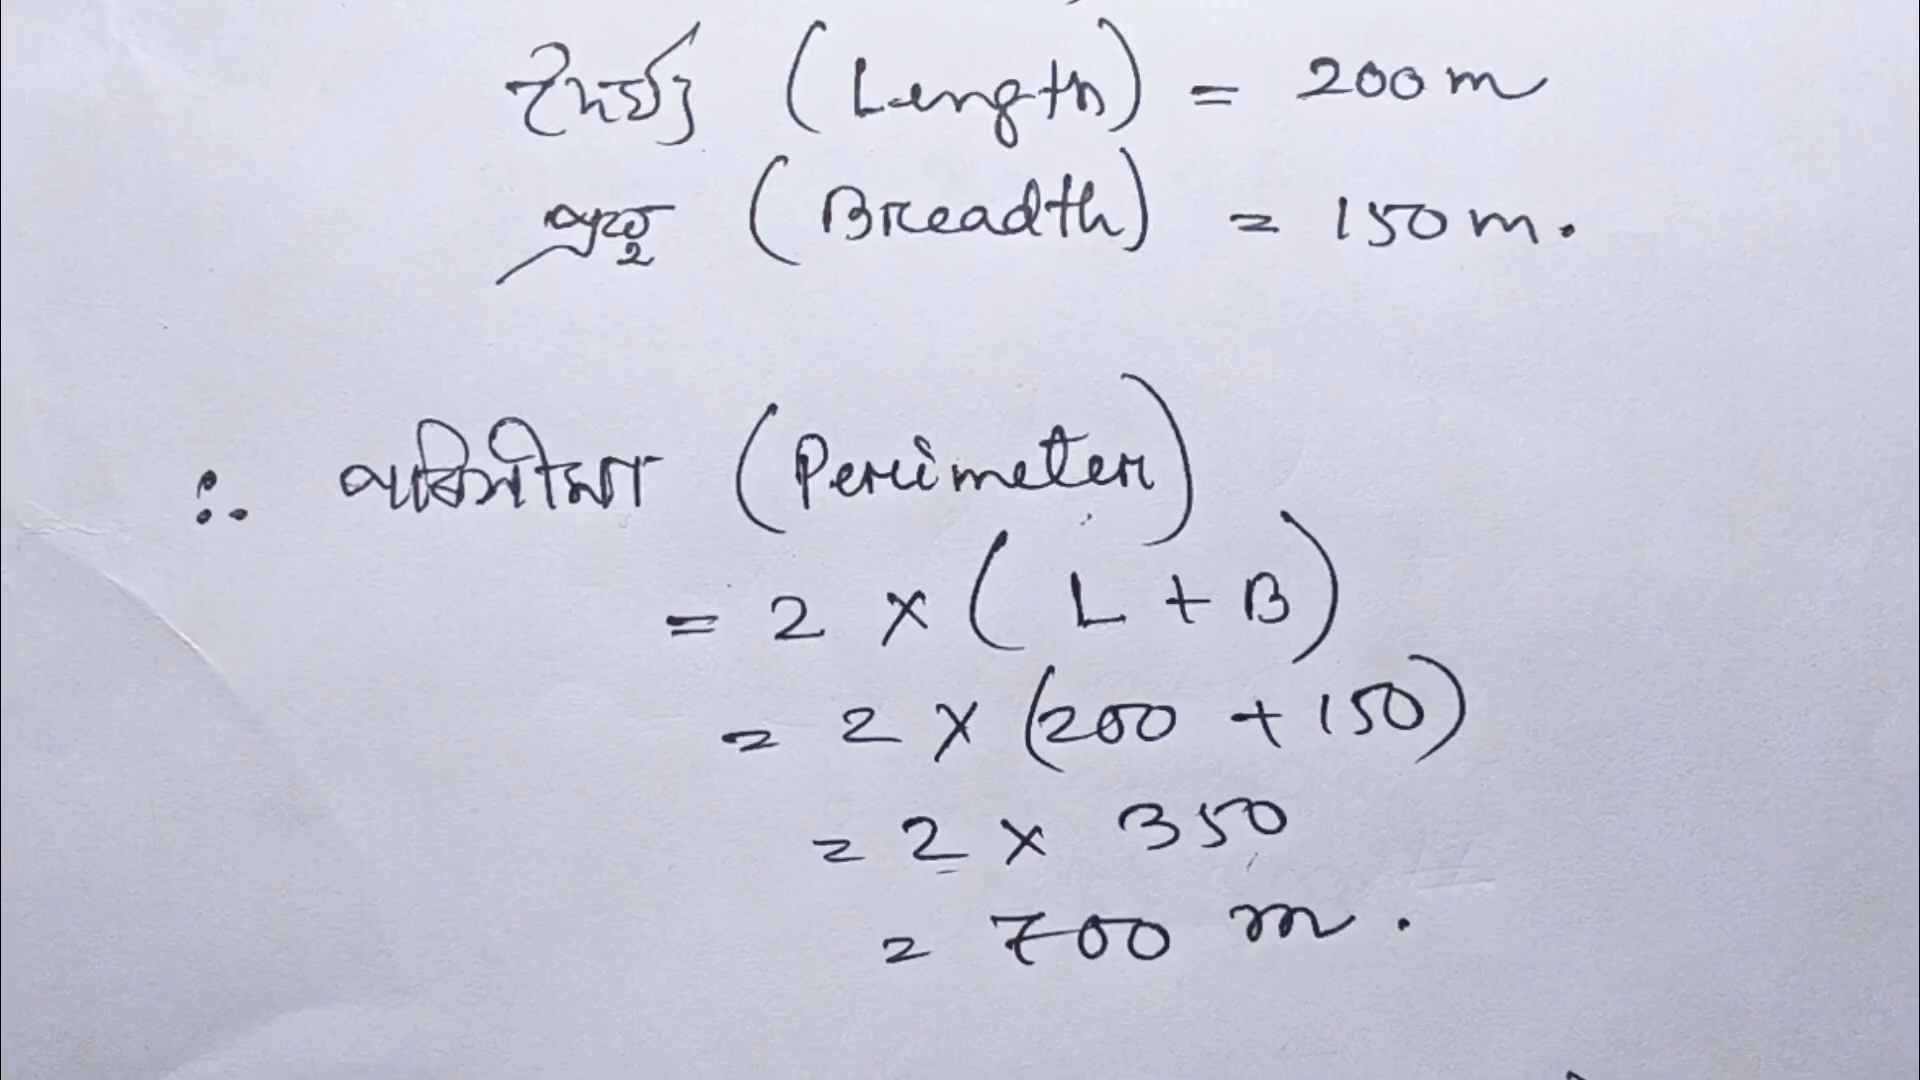 দৈৰ্ঘ্য (Length) = 200 m
প্ৰস্থ (Breadth) = 150 m.
∴ পৰিসীমা (Perimeter)
= 2 × ( L + B)
= 2 × (200 + 150)
= 2 × 350
= 700 m.